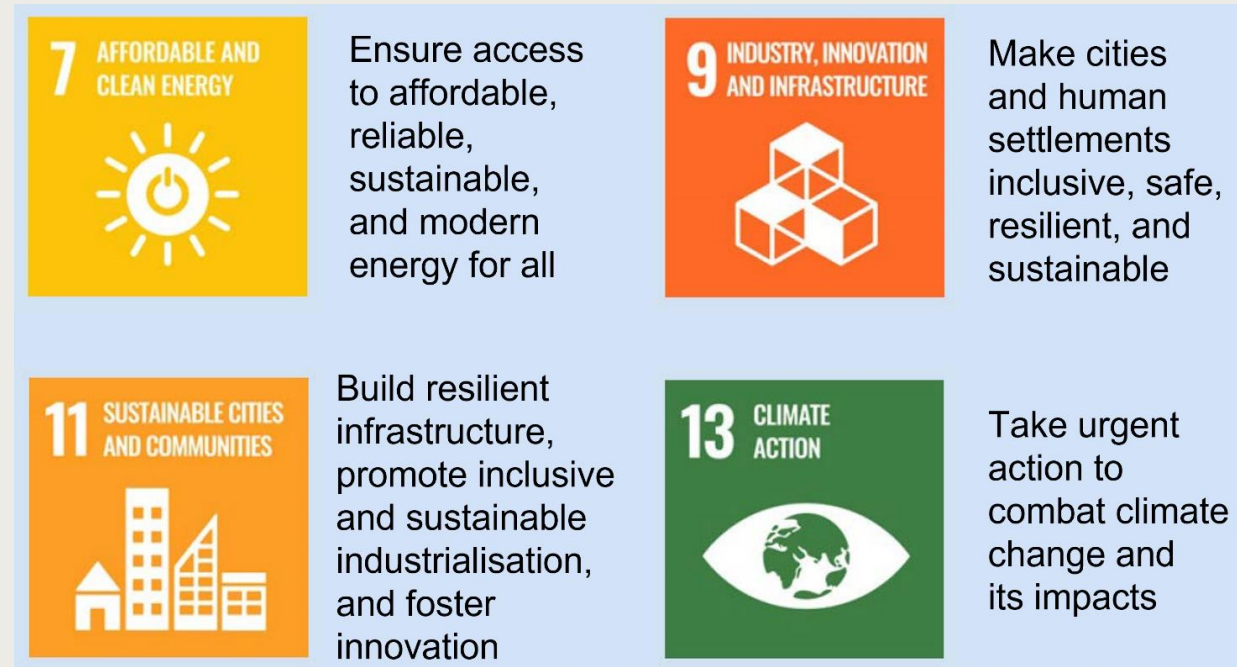 7 AFFORDABLE AND
CLEAN ENERGY
Ensure access
to affordable,
reliable,
sustainable,
and modern
energy for all
9 INDUSTRY, INNOVATION
AND INFRASTRUCTURE
Make cities
and human
settlements
inclusive, safe,
resilient, and
sustainable
11 SUSTAINABLE CITIES
AND COMMUNITIES
Build resilient
infrastructure,
promote inclusive
and sustainable
industrialisation,
and foster
innovation
13 CLIMATE
ACTION
Take urgent
action to
combat climate
change and
its impacts